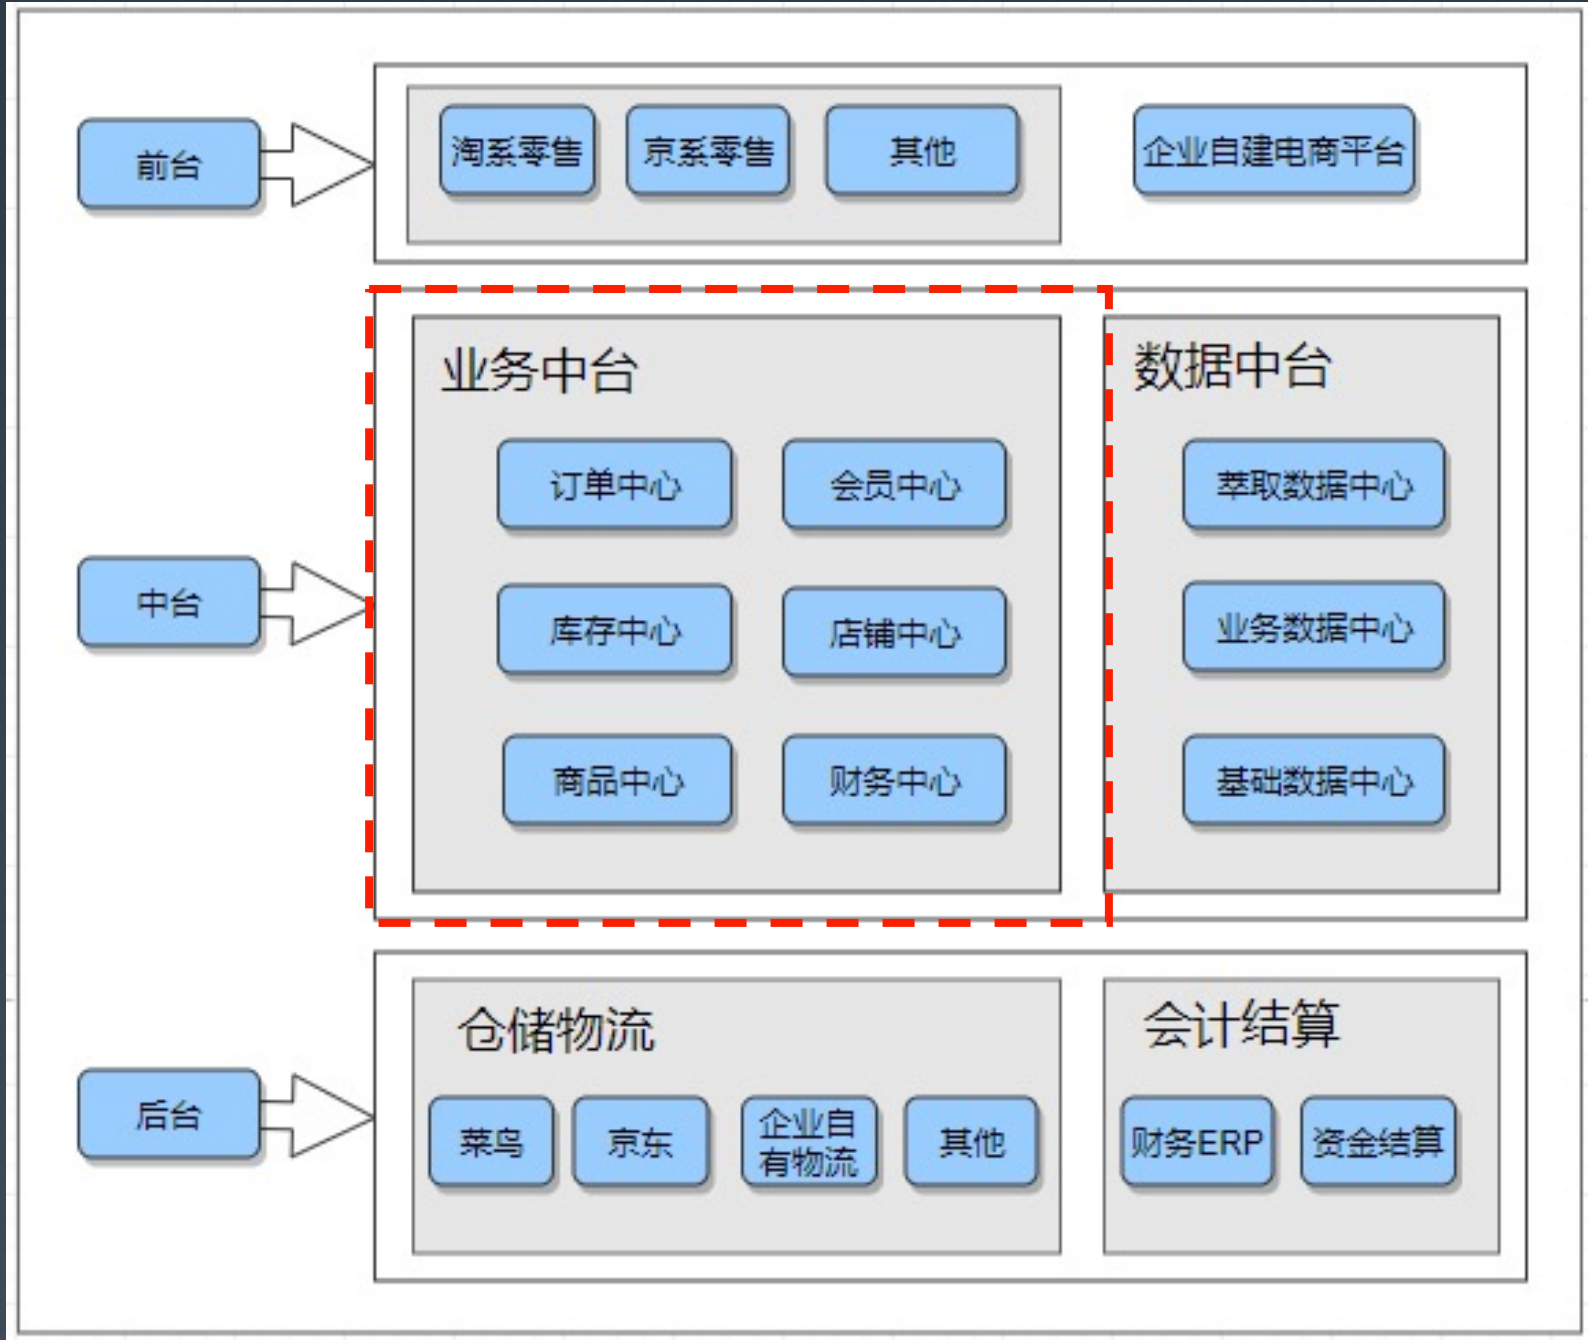 前台
淘系零售
京系零售
其他
企业自建电商平台
中台
业务中台
订单中心
会员中心
库存中心
店铺中心
商品中心
财务中心
数据中台
萃取数据中心
业务数据中心
基础数据中心
后台
仓储物流
菜鸟
京东
企业自
有物流
其他
会计结算
财务ERP
资金结算